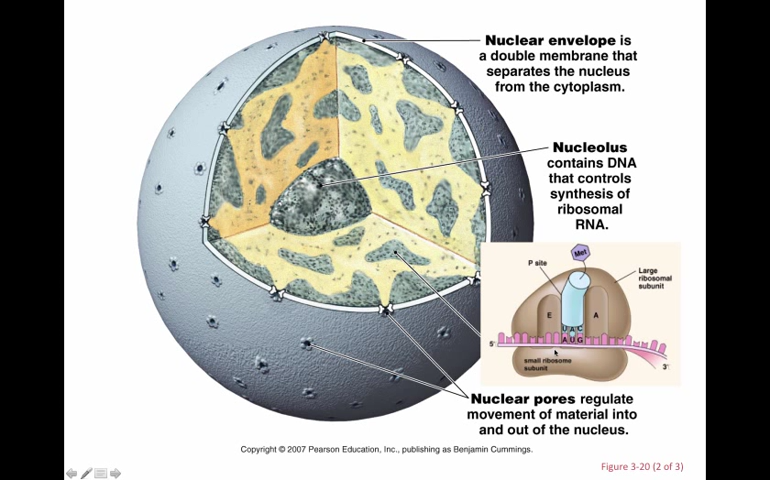 Nuclear envelope is
a double membrane that
separates the nucleus
from the cytoplasm.
Nucleolus
contains DNA
that controls
synthesis of
ribosomal
RNA.
Met
P site
Large
ribosomal
subunit
E
A
UAC
AUG
5'
small ribosome
subunit
3'
Nuclear pores regulate
movement of material into
and out of the nucleus.
Copyright © 2007 Pearson Education, Inc., publishing as Benjamin Cummings.
Figure 3-20 (2 of 3)